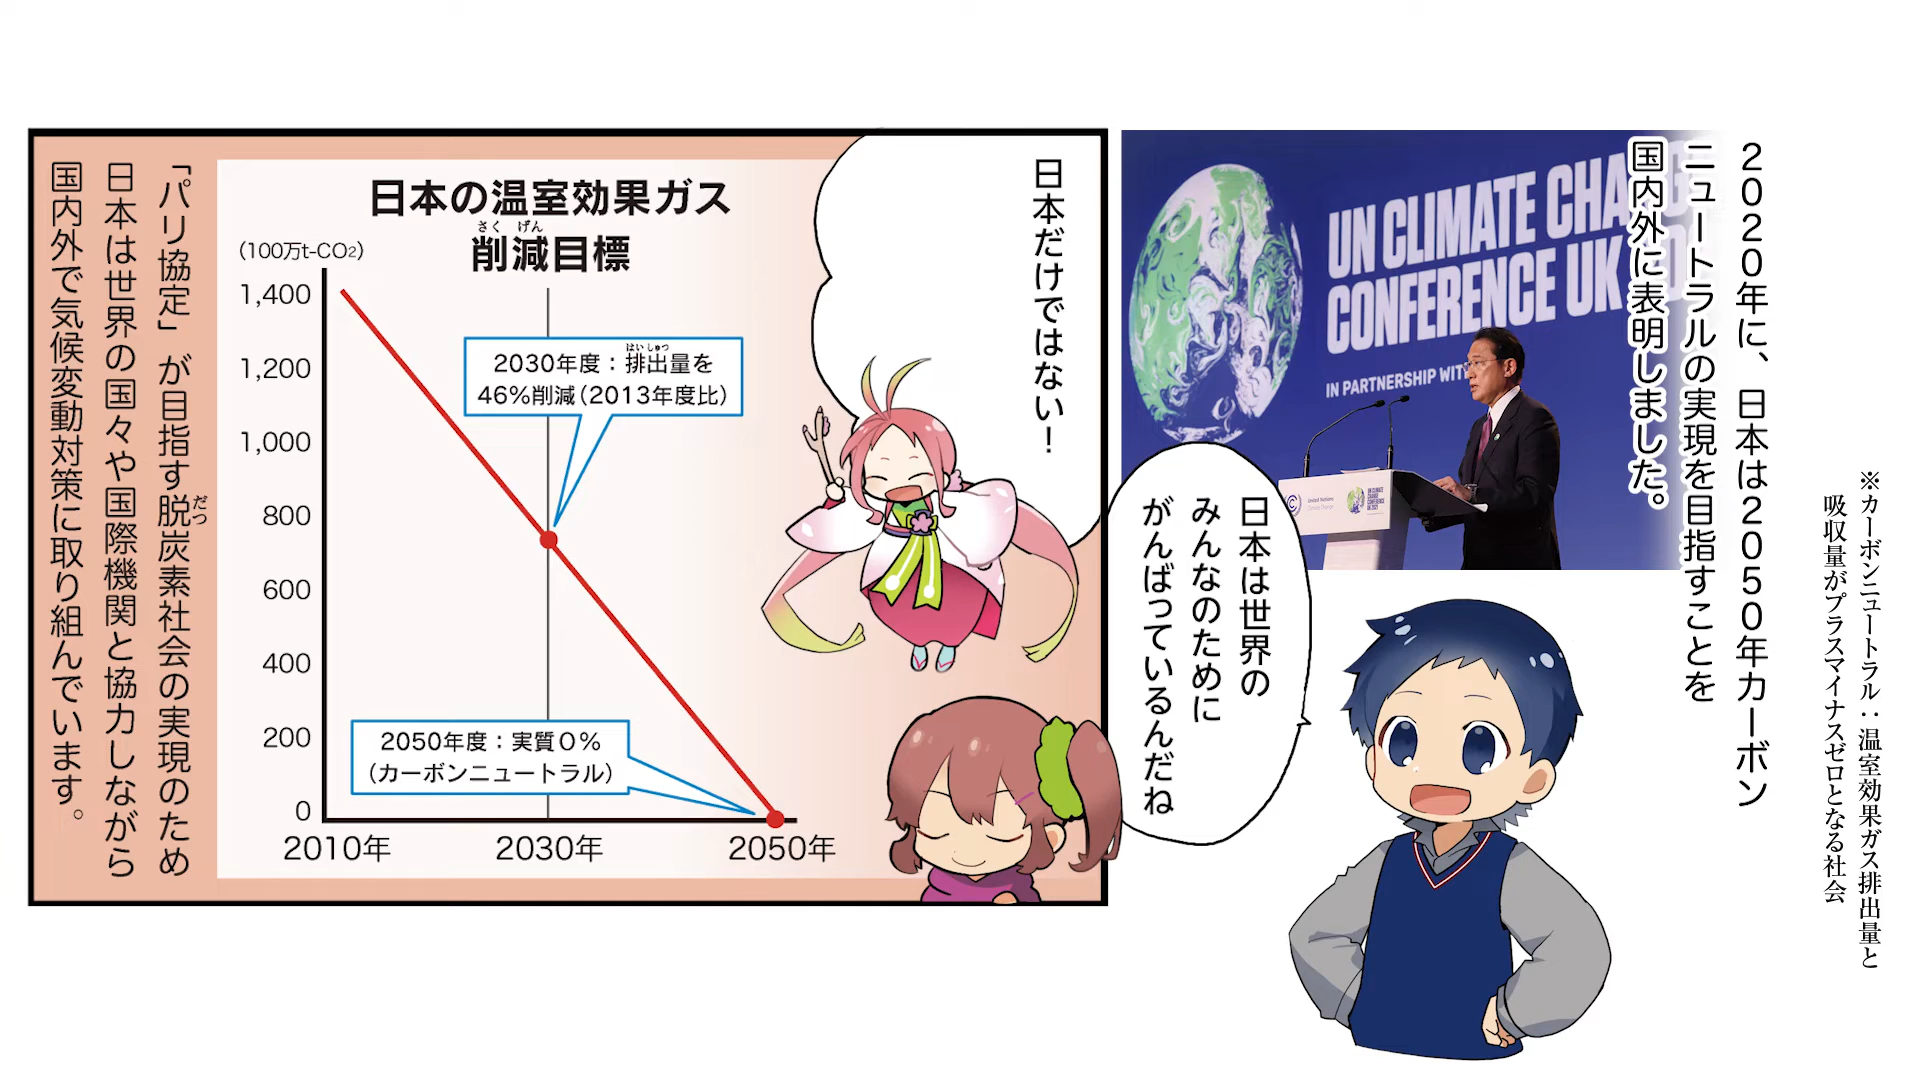 2020年に、日本は2050年カーボン
ニュートラルの実現を目指すことを
国内外に表明しました。
※カーボンニュートラル：温室効果ガス排出量と
吸収量がプラスマイナスゼロとなる社会
UN CLIMATE CHANG
CONFERENCE UK 20
IN PARTNERSHIP WIT
United Nations
Climate Change
UN CLIMATE
CHANGE
CONFERENCE
UK 2021
日本は世界の
みんなのために
がんばっているんだね
日本だけではない！
日本の温室効果ガス
さくげん
削減目標
(100万t-CO2)
1,400
1,200
1,000
800
600
400
200
0
2010年
2030年
2050年
はいしゅつ
2030年度：排出量を
46%削減(2013年度比)
2050年度：実質０%
(カーボンニュートラル)
だつ
「パリ協定」が目指す脱炭素社会の実現のため
日本は世界の国々や国際機関と協力しながら
国内外で気候変動対策に取り組んでいます。